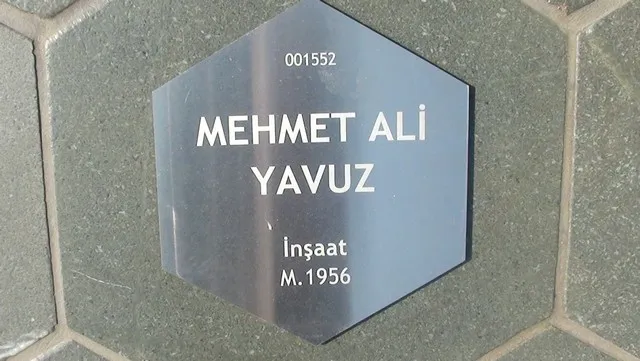 001552
MEHMET ALİ
YAVUZ
İnşaat
M.1956